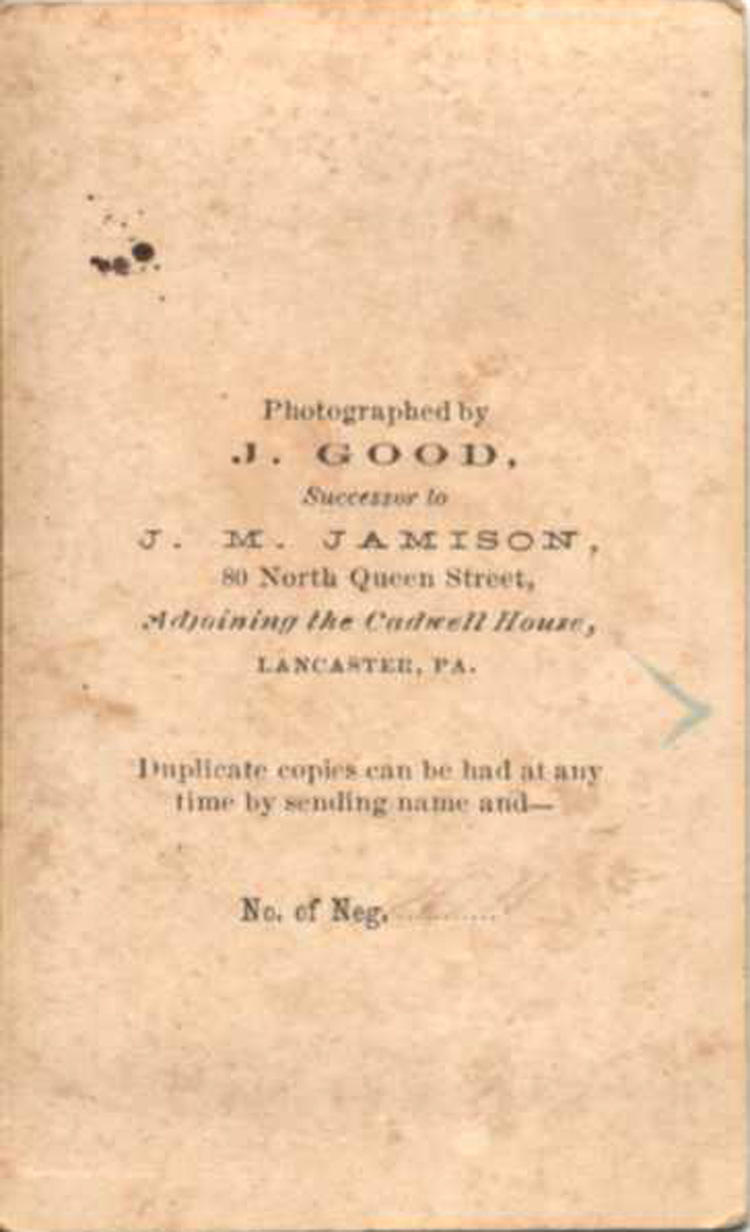 Photographed by
J. GOOD,
Successor to
J. M. JAMISON,
80 North Queen Street,
Adjoining the Cadwell House,
LANCASTER, PA.
Duplicate copies can be had at any
time by sending name and—
No. of Neg.